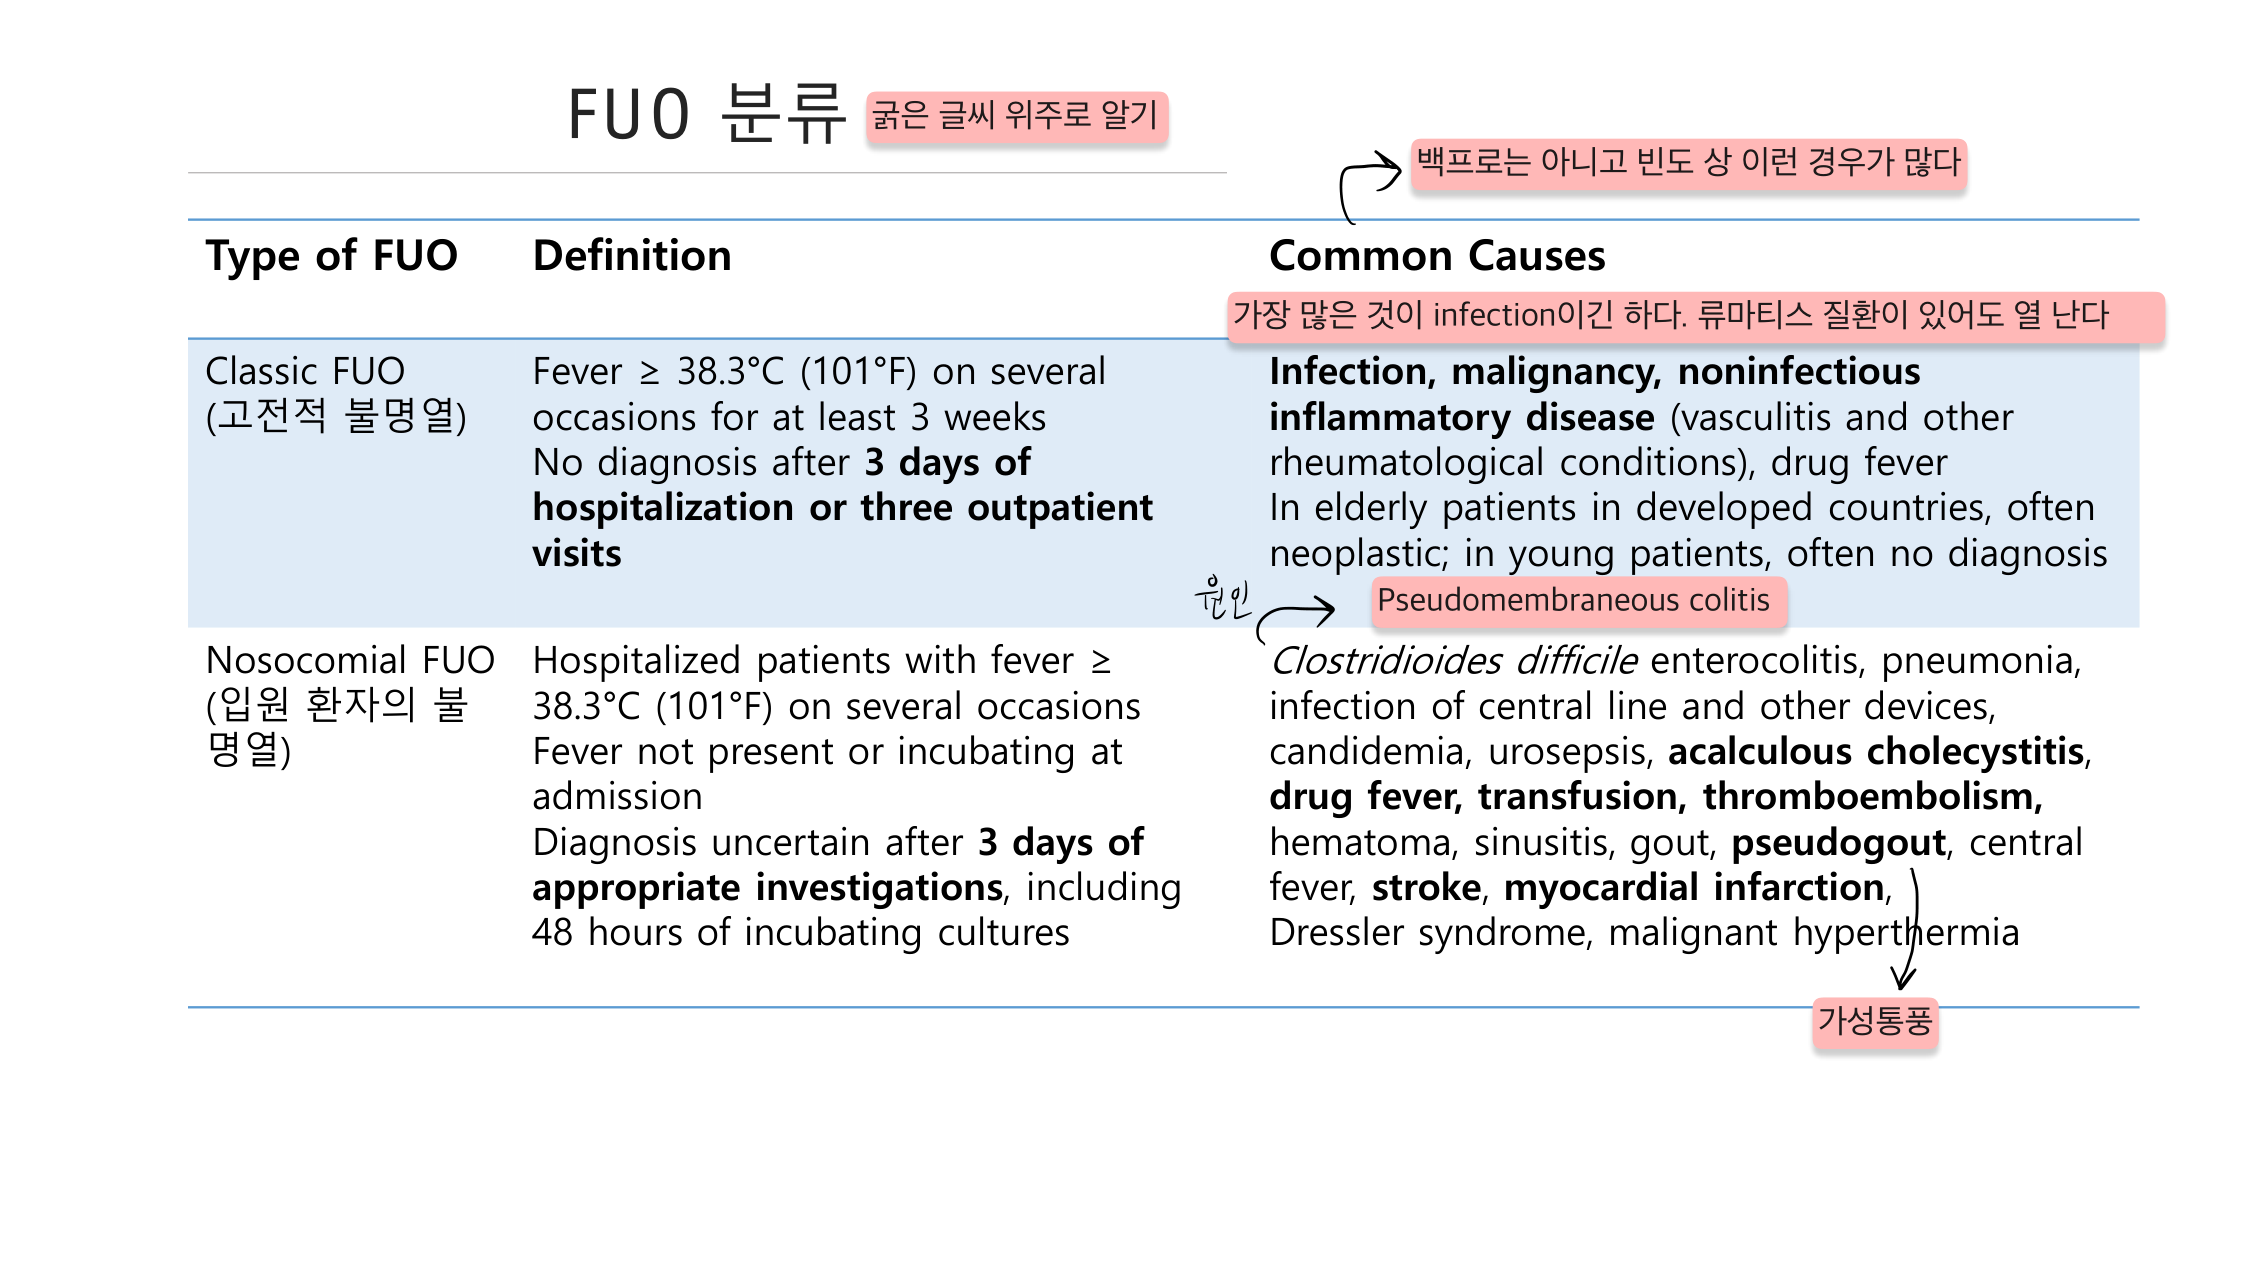 FUO 분류 굵은 글씨 위주로 알기
백프로는 아니고 빈도 상 이런 경우가 많다
Type of FUO
Definition
Common Causes
가장 많은 것이 infection이긴 하다. 류마티스 질환이 있어도 열 난다
Classic FUO
(고전적 불명열)
Fever ≥ 38.3°C (101°F) on several
occasions for at least 3 weeks
No diagnosis after 3 days of
hospitalization or three outpatient
visits
Infection, malignancy, noninfectious
inflammatory disease (vasculitis and other
rheumatological conditions), drug fever
In elderly patients in developed countries, often
neoplastic; in young patients, often no diagnosis
원인
Pseudomembraneous colitis
Nosocomial FUO
(입원 환자의 불
명열)
Hospitalized patients with fever ≥
38.3°C (101°F) on several occasions
Fever not present or incubating at
admission
Diagnosis uncertain after 3 days of
appropriate investigations, including
48 hours of incubating cultures
Clostridioides difficile enterocolitis, pneumonia,
infection of central line and other devices,
candidemia, urosepsis, acalculous cholecystitis,
drug fever, transfusion, thromboembolism,
hematoma, sinusitis, gout, pseudogout, central
fever, stroke, myocardial infarction,
Dressler syndrome, malignant hyperthermia
가성통풍